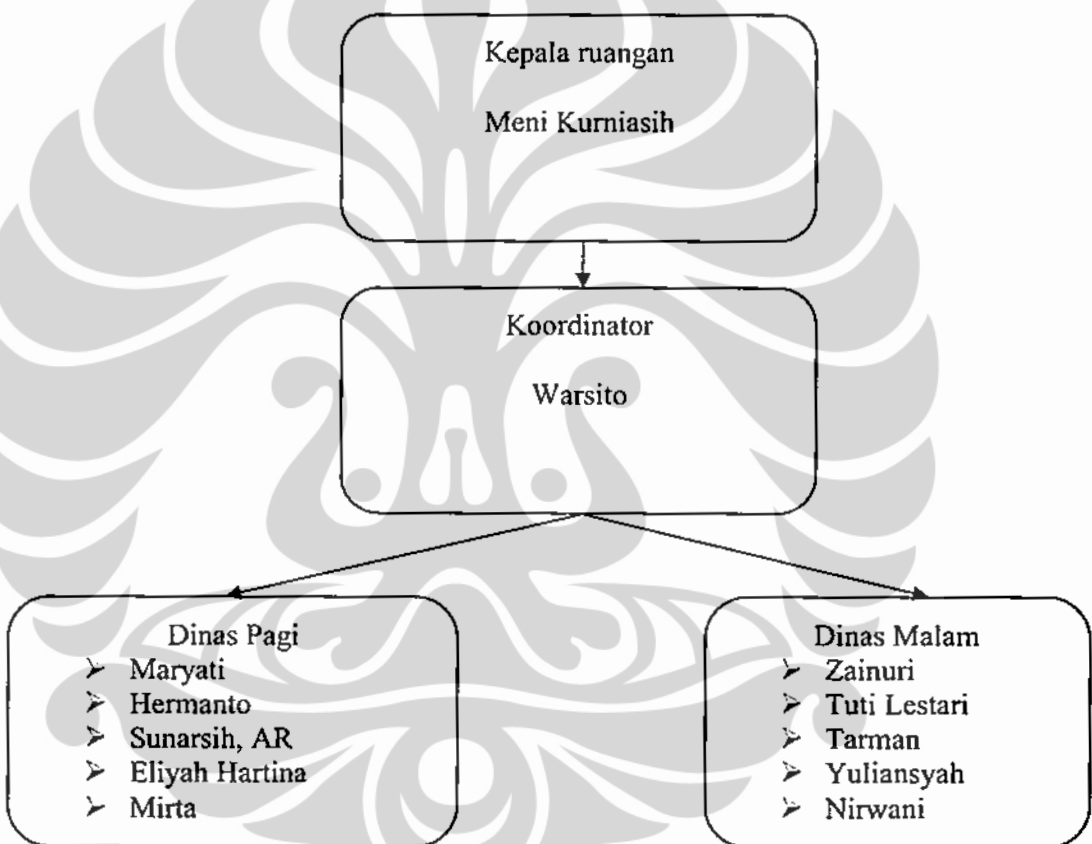 Kepala ruangan
Meni Kurniasih
Koordinator
Warsito
Dinas Pagi
➢ Maryati
➢ Hermanto
➢ Sunarsih, AR
➢ Eliyah Hartina
➢ Mirta
Dinas Malam
➢ Zainuri
➢ Tuti Lestari
➢ Tarman
➢ Yuliansyah
➢ Nirwani